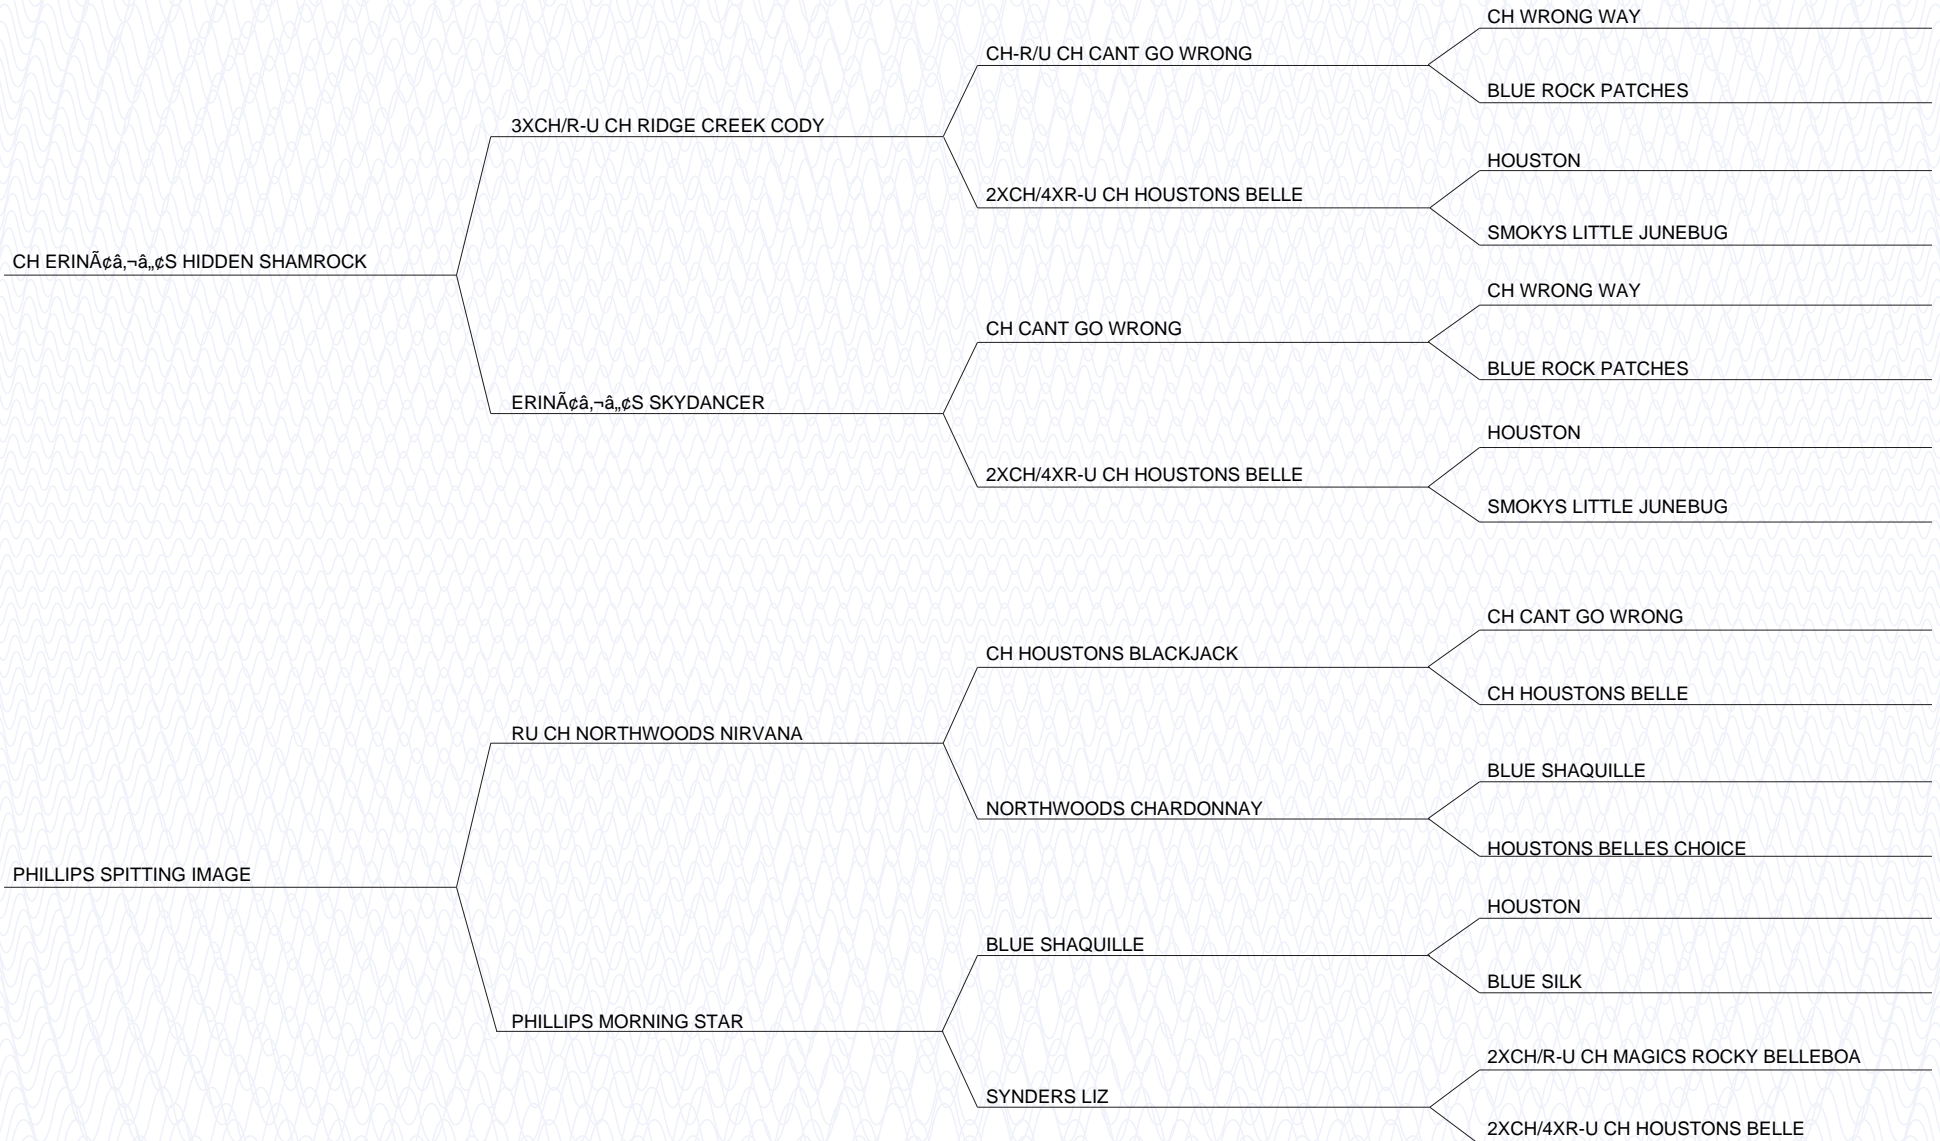 CH WRONG WAY
CH-R/U CH CANT GO WRONG
BLUE ROCK PATCHES
3XCH/R-U CH RIDGE CREEK CODY
HOUSTON
2XCH/4XR-U CH HOUSTONS BELLE
SMOKYS LITTLE JUNEBUG
CH ERINÃ¢â‚¬â„¢S HIDDEN SHAMROCK
CH WRONG WAY
CH CANT GO WRONG
BLUE ROCK PATCHES
ERINÃ¢â‚¬â„¢S SKYDANCER
HOUSTON
2XCH/4XR-U CH HOUSTONS BELLE
SMOKYS LITTLE JUNEBUG
CH CANT GO WRONG
CH HOUSTONS BLACKJACK
CH HOUSTONS BELLE
RU CH NORTHWOODS NIRVANA
BLUE SHAQUILLE
NORTHWOODS CHARDONNAY
HOUSTONS BELLES CHOICE
PHILLIPS SPITTING IMAGE
HOUSTON
BLUE SHAQUILLE
BLUE SILK
PHILLIPS MORNING STAR
2XCH/R-U CH MAGICS ROCKY BELLEBOA
SYNDERS LIZ
2XCH/4XR-U CH HOUSTONS BELLE